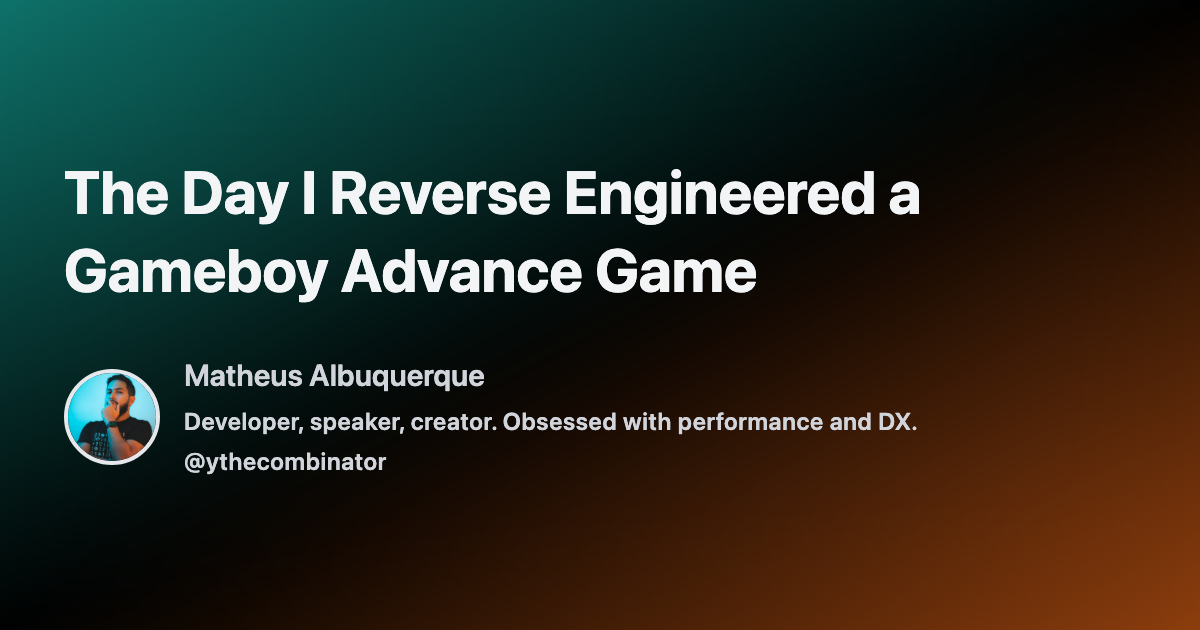 The Day I Reverse Engineered a
Gameboy Advance Game
Matheus Albuquerque
Developer, speaker, creator. Obsessed with performance and DX.
@ythecombinator